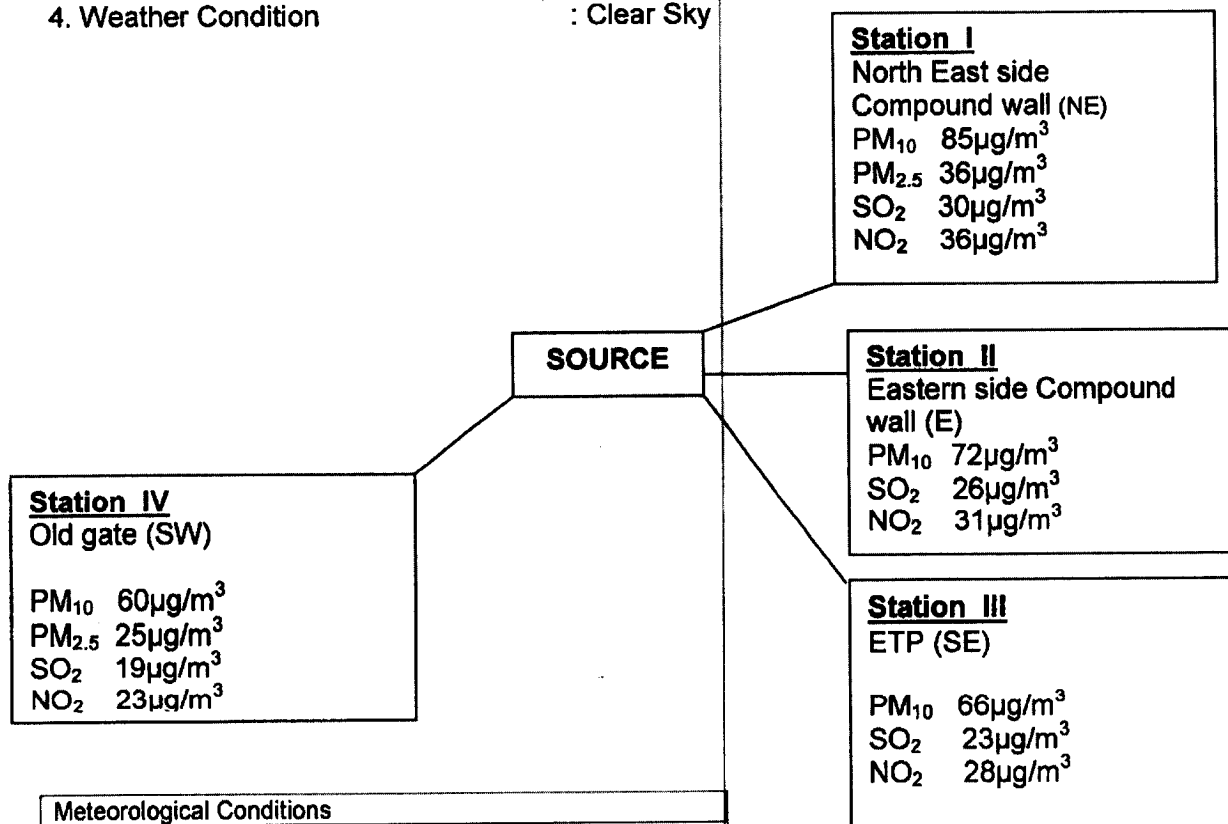 4. Weather Condition : Clear Sky
Station I
North East side
Compound wall (NE)
PM₁₀ 85µg/m³
PM₂.₅ 36µg/m³
SO₂ 30µg/m³
NO₂ 36µg/m³
SOURCE
Station II
Eastern side Compound
wall (E)
PM₁₀ 72µg/m³
SO₂ 26µg/m³
NO₂ 31µg/m³
Station IV
Old gate (SW)
PM₁₀ 60µg/m³
PM₂.₅ 25µg/m³
SO₂ 19µg/m³
NO₂ 23µg/m³
Station III
ETP (SE)
PM₁₀ 66µg/m³
SO₂ 23µg/m³
NO₂ 28µg/m³
Meteorological Conditions